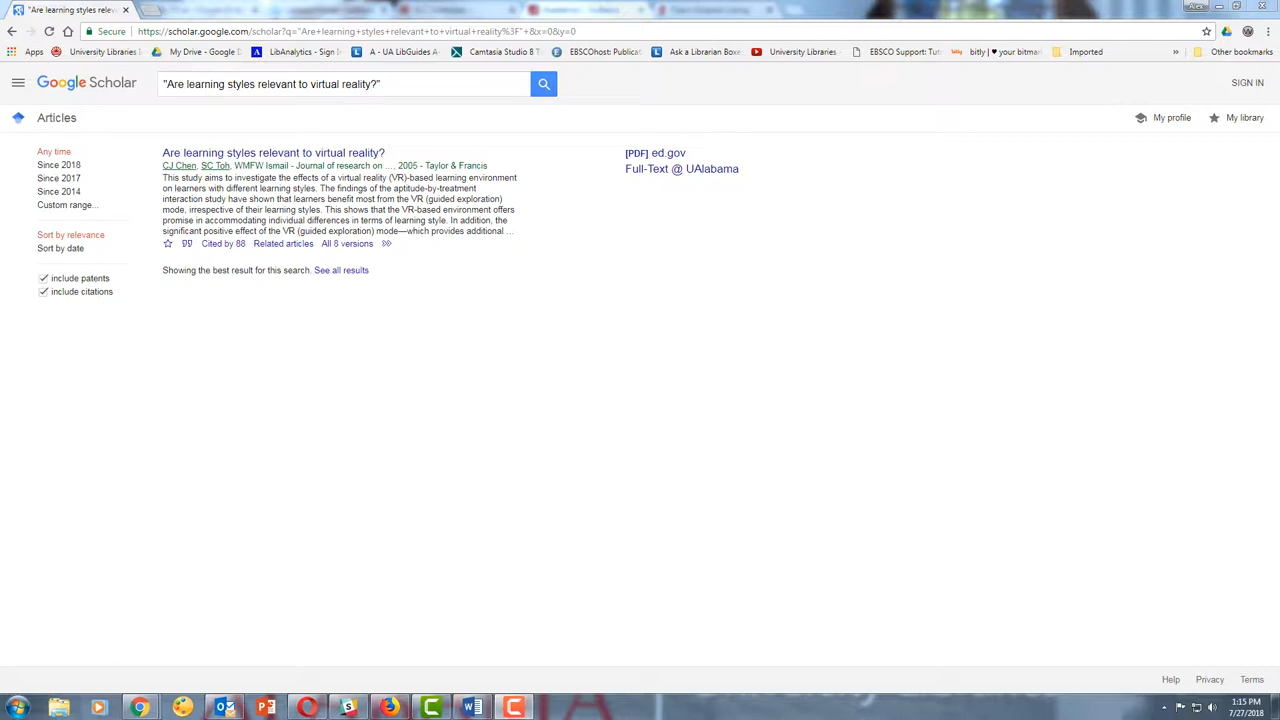 "Are learning styles relev
Alex
Secure https://scholar.google.com/scholar?q="Are+learning+styles+relevant+to+virtual+reality%3F"+&x=0&y=0
Apps University Libraries My Drive - Google D LibAnalytics - Sign In A - UA LibGuides A Camtasia Studio 8 T EBSCOhost: Publicat Ask a Librarian Boxe University Libraries EBSCO Support: Tut bitly bitly ♥ your bitmar » Imported Other bookmarks
Google Scholar "Are learning styles relevant to virtual reality?" SIGN IN
Articles My profile My library
Any time
Since 2018
Since 2017
Since 2014
Custom range...
Sort by relevance
Sort by date
include patents
include citations
Are learning styles relevant to virtual reality?
CJ Chen, SC Toh, WMFW Ismail - Journal of research on ..., 2005 - Taylor & Francis
This study aims to investigate the effects of a virtual reality (VR)-based learning environment
on learners with different learning styles. The findings of the aptitude-by-treatment
interaction study have shown that learners benefit most from the VR (guided exploration)
mode, irrespective of their learning styles. This shows that the VR-based environment offers
promise in accommodating individual differences in terms of learning style. In addition, the
significant positive effect of the VR (guided exploration) mode—which provides additional ...
Cited by 88 Related articles All 8 versions
[PDF] ed.gov
Full-Text @ UAlabama
Showing the best result for this search. See all results
Help Privacy Terms
1:15 PM
7/27/2018